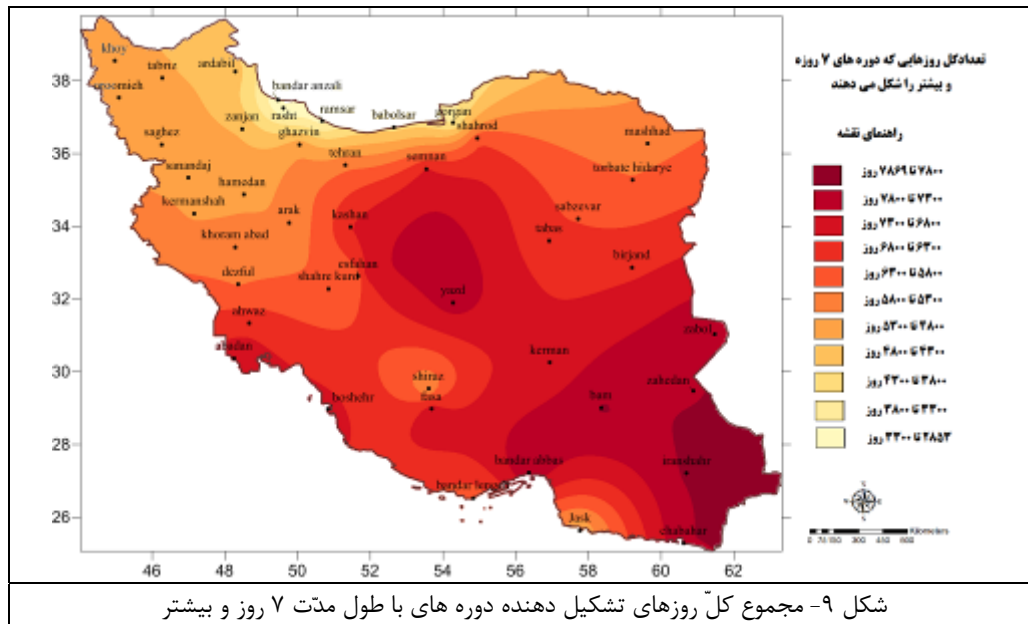 تعدادکل روزهایی که دوره های ۷ روزه
و بیشتر را شکل می دهند
راهنمای نقشه
۷۸۰۰ تا ۷۸۶۹ روز
۷۳۰۰ تا ۷۸۰۰ روز
۶۸۰۰ تا ۷۳۰۰ روز
۶۳۰۰ تا ۶۸۰۰ روز
۵۸۰۰ تا ۶۳۰۰ روز
۵۳۰۰ تا ۵۸۰۰ روز
۴۸۰۰ تا ۵۳۰۰ روز
۴۳۰۰ تا ۴۸۰۰ روز
۳۸۰۰ تا ۴۳۰۰ روز
۳۳۰۰ تا ۳۸۰۰ روز
۲۸۵۳ تا ۳۳۰۰ روز
Kilometers
38
36
34
32
30
28
26
46 48 50 52 54 56 58 60 62
khoy
tabriz
ardabil
uroomieh
bandar anzali
rasht
ramsar
zanjan
ghazvin
babolsar
gorgan
shahrod
saghez
mashhad
tehran
semnan
sanandaj
hamedan
torbate hidarye
kermanshah
arak
kashan
sabzevar
khoram abad
tabas
esfahan
birjand
dezful
shahre kurd
yazd
ahwaz
zabol
abadan
kerman
shiraz
zahedan
boshehr
fasa
bam
bandar abbas
iranshahr
Jask
chabahar
شکل ۹- مجموع کلّ روزهای تشکیل دهنده دوره های با طول مدّت ۷ روز و بیشتر